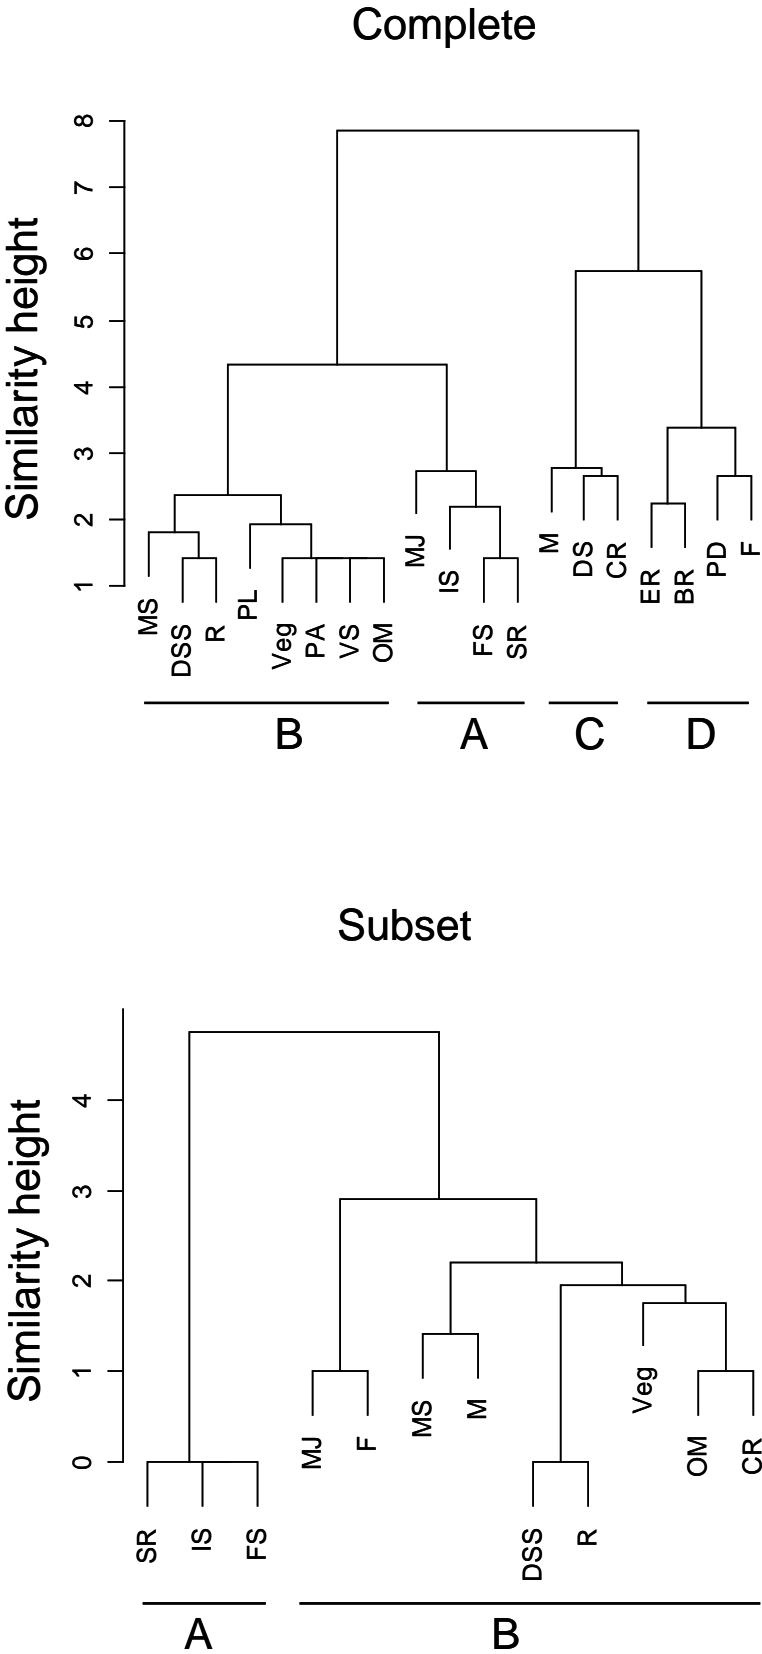 Complete
Similarity height
8
7
6
5
4
3
2
1
MS
DSS
R
PL
Veg
PA
VS
OM
MJ
IS
FS
SR
M
DS
CR
ER
BR
PD
F
B A C D
Subset
Similarity height
4
3
2
1
0
SR
IS
FS
MJ
F
MS
M
DSS
R
Veg
OM
CR
A B